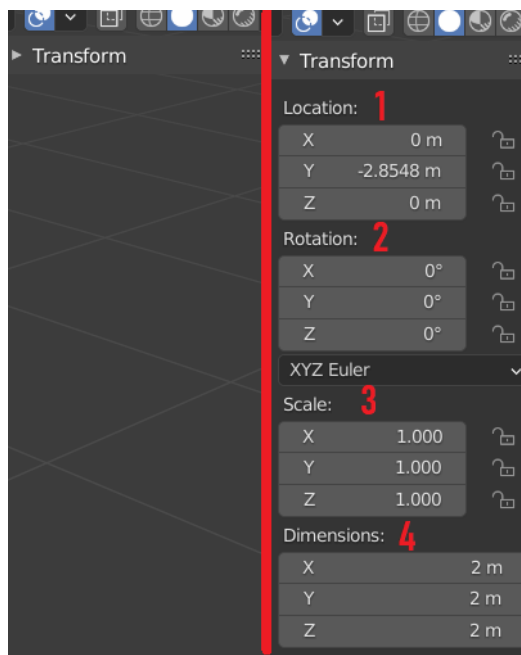 Transform
Transform
Location: 1
X 0 m
Y -2.8548 m
Z 0 m
Rotation: 2
X 0°
Y 0°
Z 0°
XYZ Euler
Scale: 3
X 1.000
Y 1.000
Z 1.000
Dimensions: 4
X 2 m
Y 2 m
Z 2 m